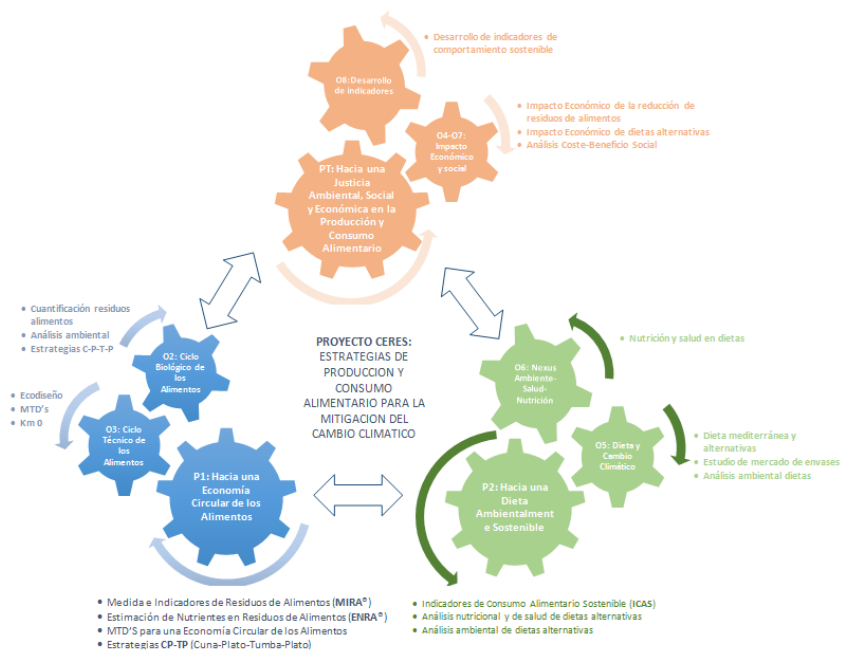 • Desarrollo de indicadores de
comportamiento sostenible
O8: Desarrollo
de indicadores
• Impacto Económico de la reducción de
residuos de alimentos
• Impacto Económico de dietas alternativas
• Análisis Coste-Beneficio Social
O4-O7:
Impacto
Económico
y social
PT: Hacia una
Justicia
Ambiental, Social
y Económica en la
Producción y
Consumo
Alimentario
• Cuantificación residuos
alimentos
• Análisis ambiental
• Estrategias C-P-T-P
O2: Ciclo
Biológico de
los
Alimentos
• Ecodiseño
• MTD's
• Km 0
O3: Ciclo
Técnico de
los
Alimentos
P1: Hacia una
Economía
Circular de los
Alimentos
PROYECTO CERES:
ESTRATEGIAS DE
PRODUCCION Y
CONSUMO
ALIMENTARIO PARA LA
MITIGACION DEL
CAMBIO CLIMATICO
• Nutrición y salud en dietas
O6: Nexus
Ambiente-
Salud-
Nutrición
O5: Dieta y
Cambio
Climático
• Dieta mediterránea y
alternativas
• Estudio de mercado de envases
• Análisis ambiental dietas
P2: Hacia una
Dieta
Ambientalment
e Sostenible
• Medida e Indicadores de Residuos de Alimentos (MIRA®)
• Estimación de Nutrientes en Residuos de Alimentos (ENRA®)
• MTD'S para una Economía Circular de los Alimentos
• Estrategias CP-TP (Cuna-Plato-Tumba-Plato)
• Indicadores de Consumo Alimentario Sostenible (ICAS)
• Análisis nutricional y de salud de dietas alternativas
• Análisis ambiental de dietas alternativas